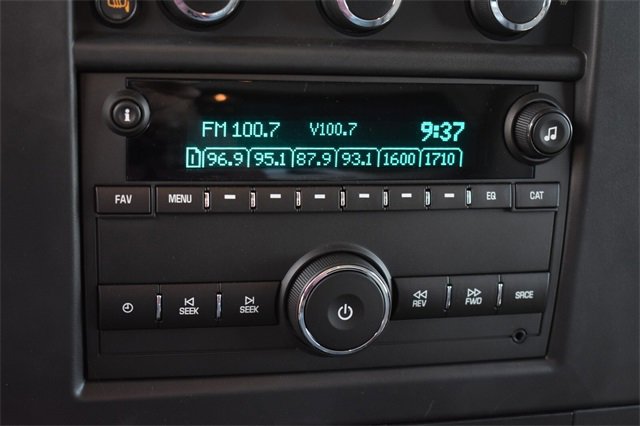 FM 100.7 V100.7 9:37
1 96.9 95.1 87.9 93.1 1600 1710
FAV MENU EQ CAT
SEEK SEEK REV FWD SRCE